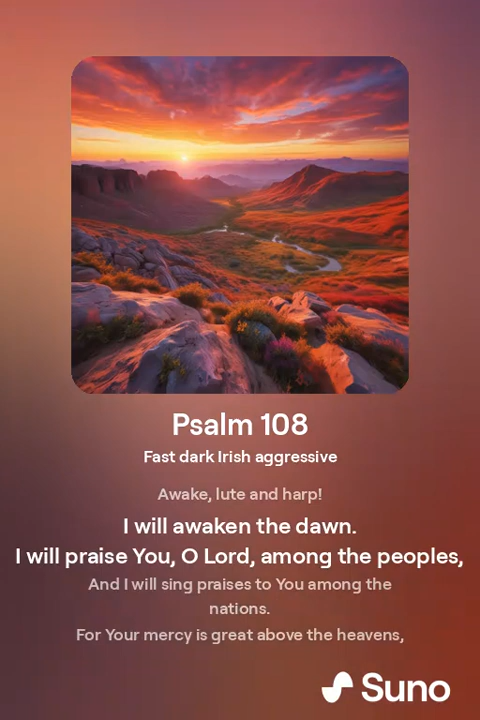 Psalm 108
Fast dark Irish aggressive
Awake, lute and harp!
I will awaken the dawn.
I will praise You, O Lord, among the peoples,
And I will sing praises to You among the
nations.
For Your mercy is great above the heavens,
Suno